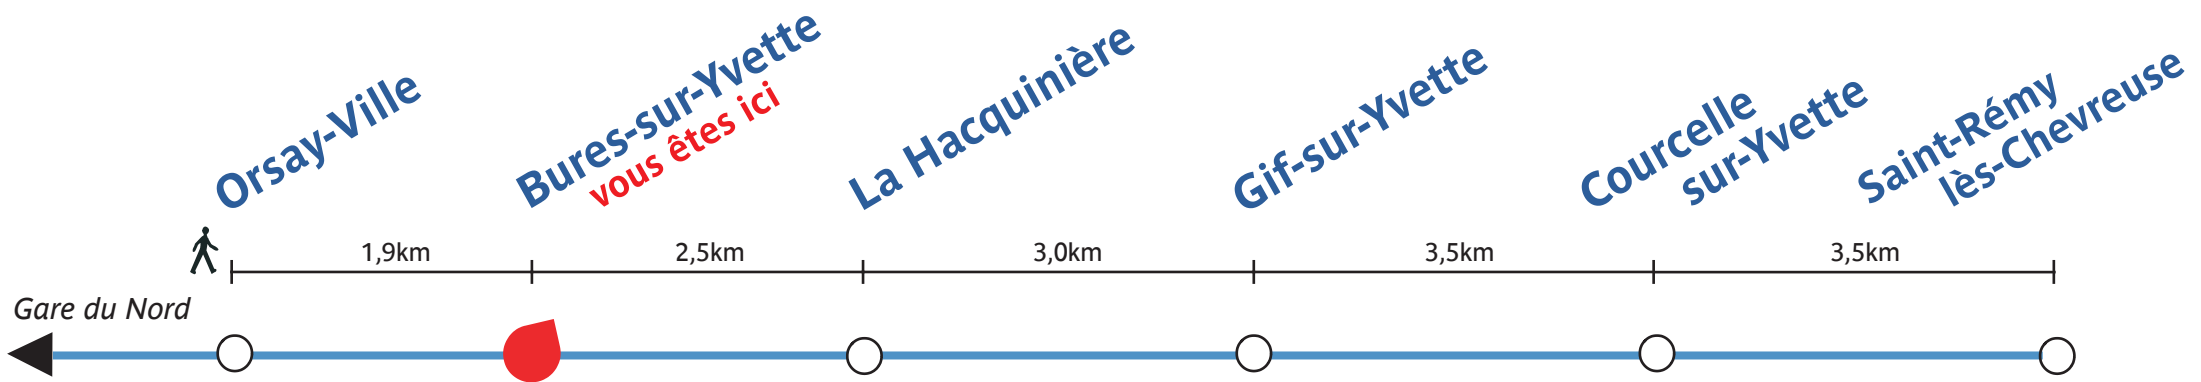 Orsay-Ville
Bures-sur-Yvette
vous êtes ici
La Hacquinière
Gif-sur-Yvette
Courcelle
sur-Yvette
Saint-Rémy
lès-Chevreuse
1,9km
2,5km
3,0km
3,5km
3,5km
Gare du Nord